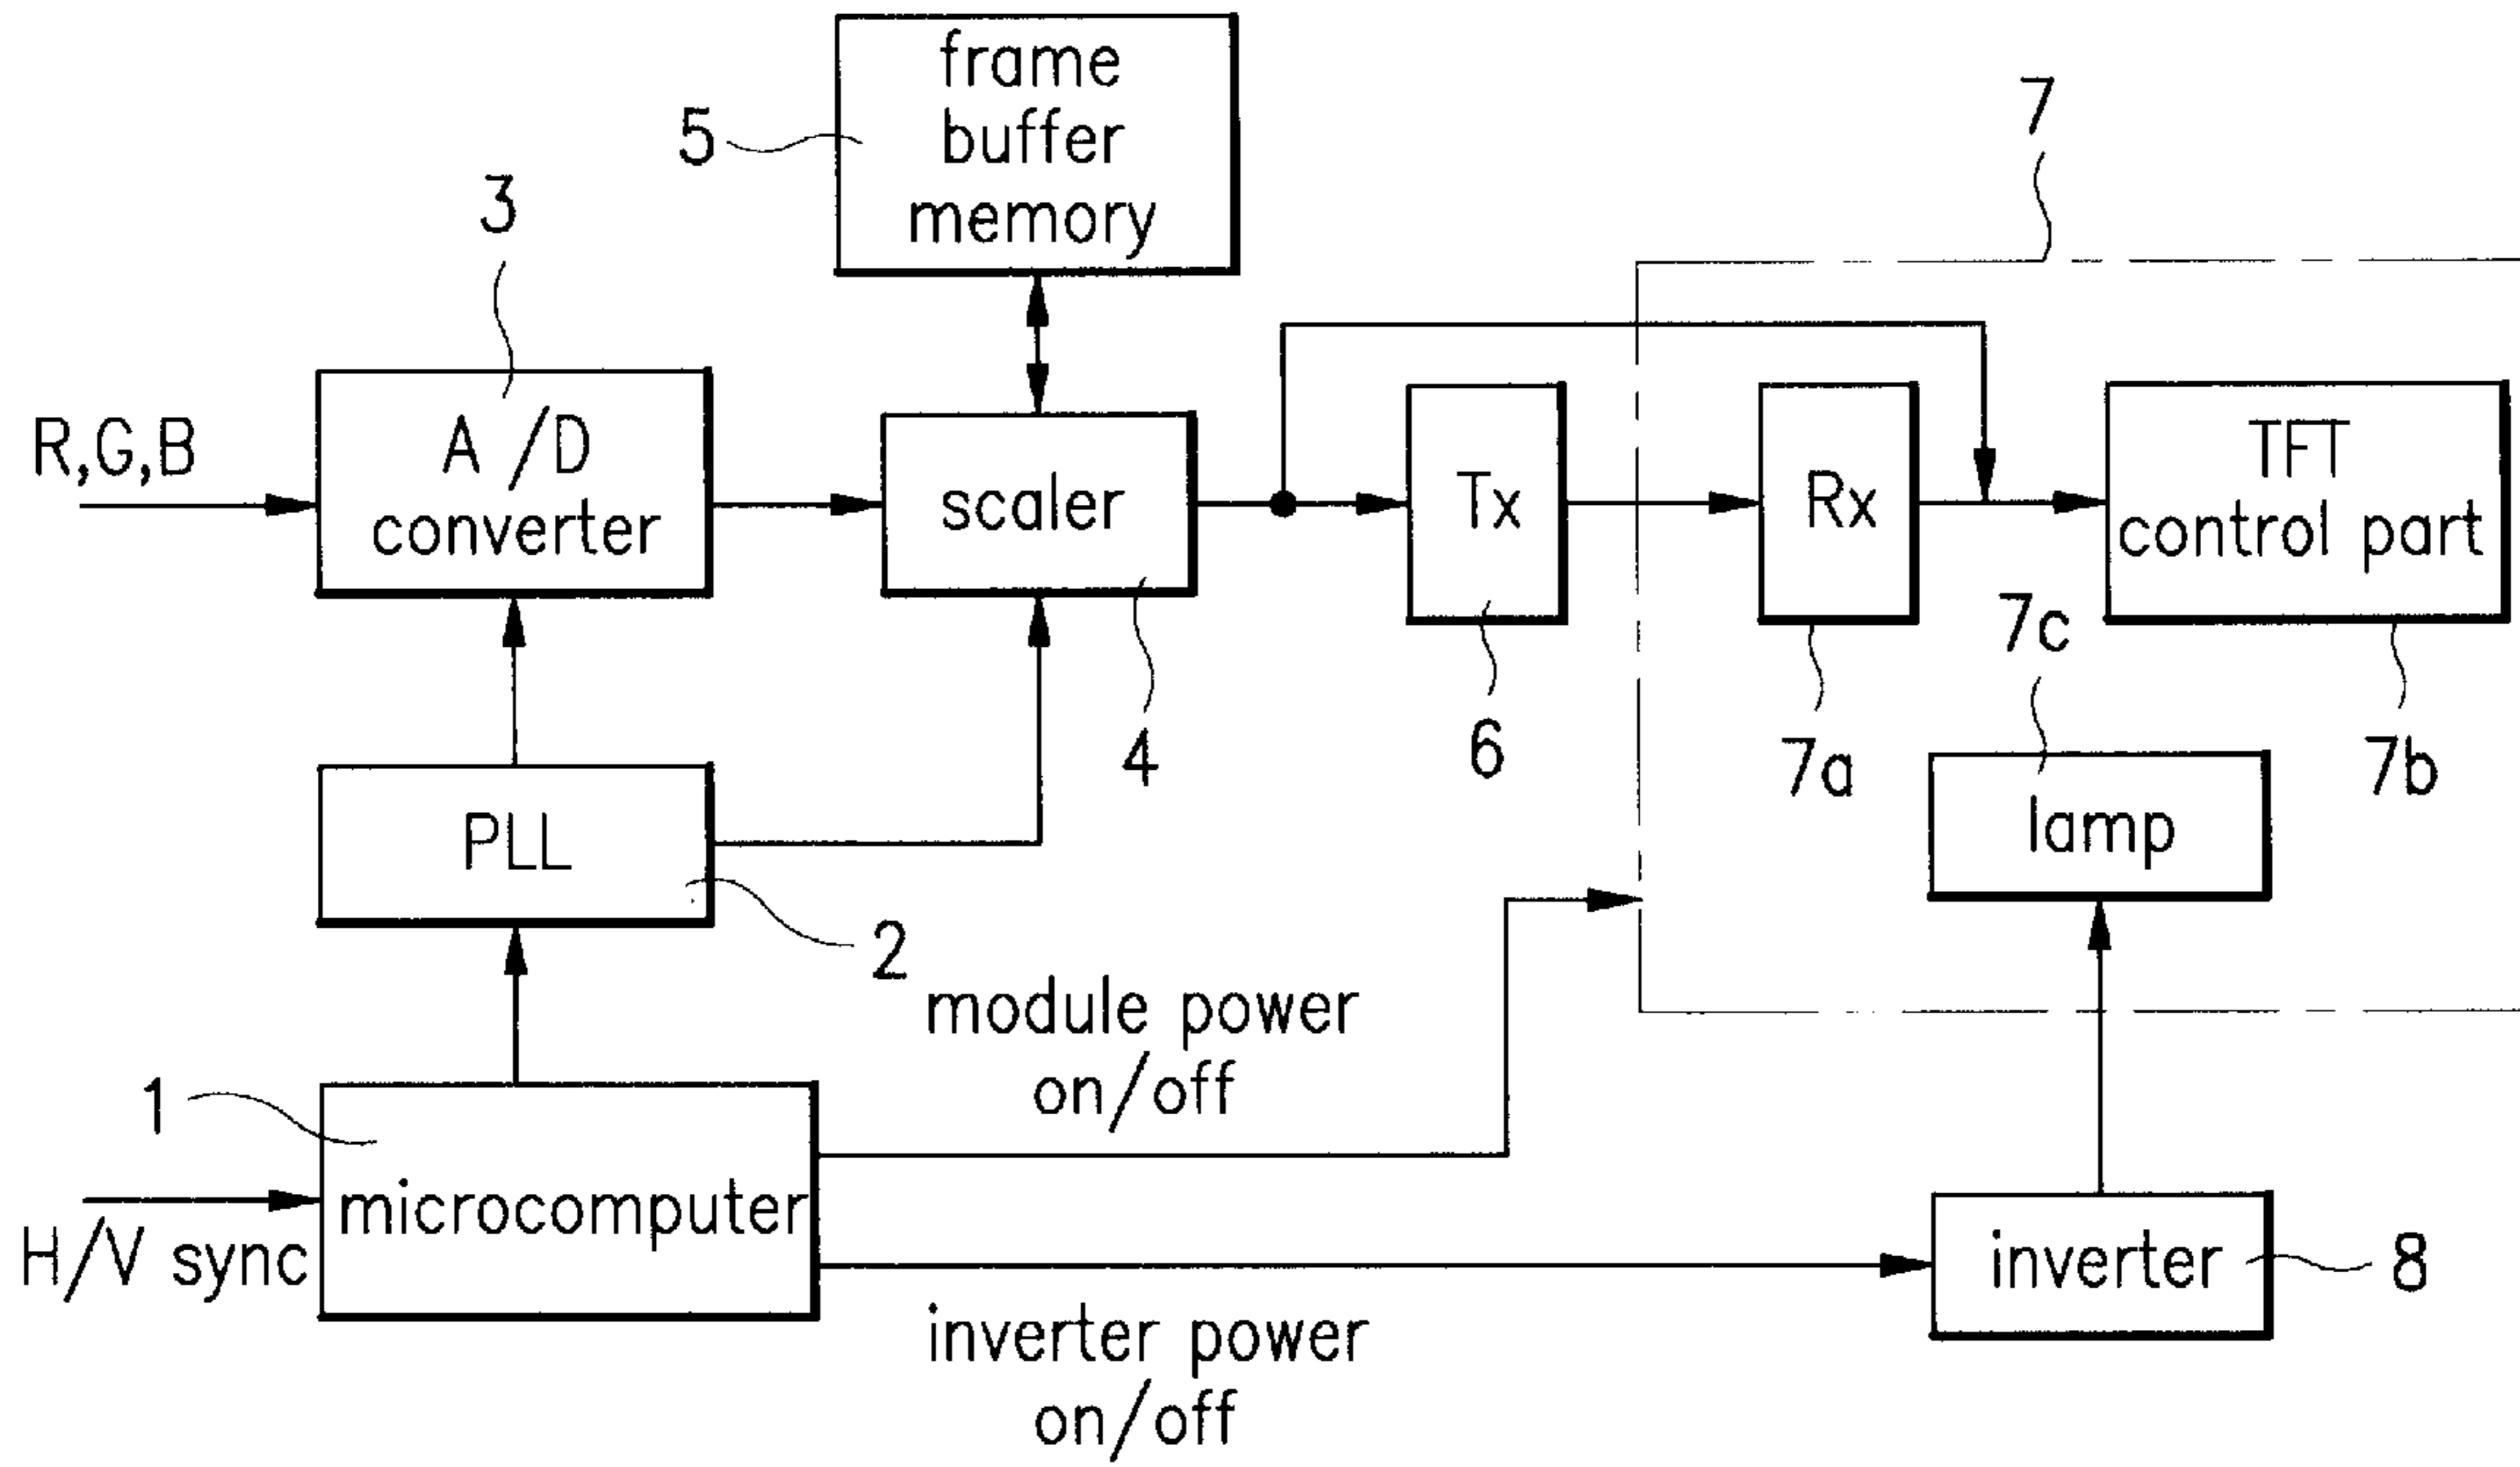 frame
buffer
memory
5
7
3
R,G,B
A/D
converter
scaler
Tx
Rx
TFT
control part
7c
4
6
7a
7b
PLL
lamp
2
module power
on/off
1
microcomputer
H/V sync
inverter
8
inverter power
on/off